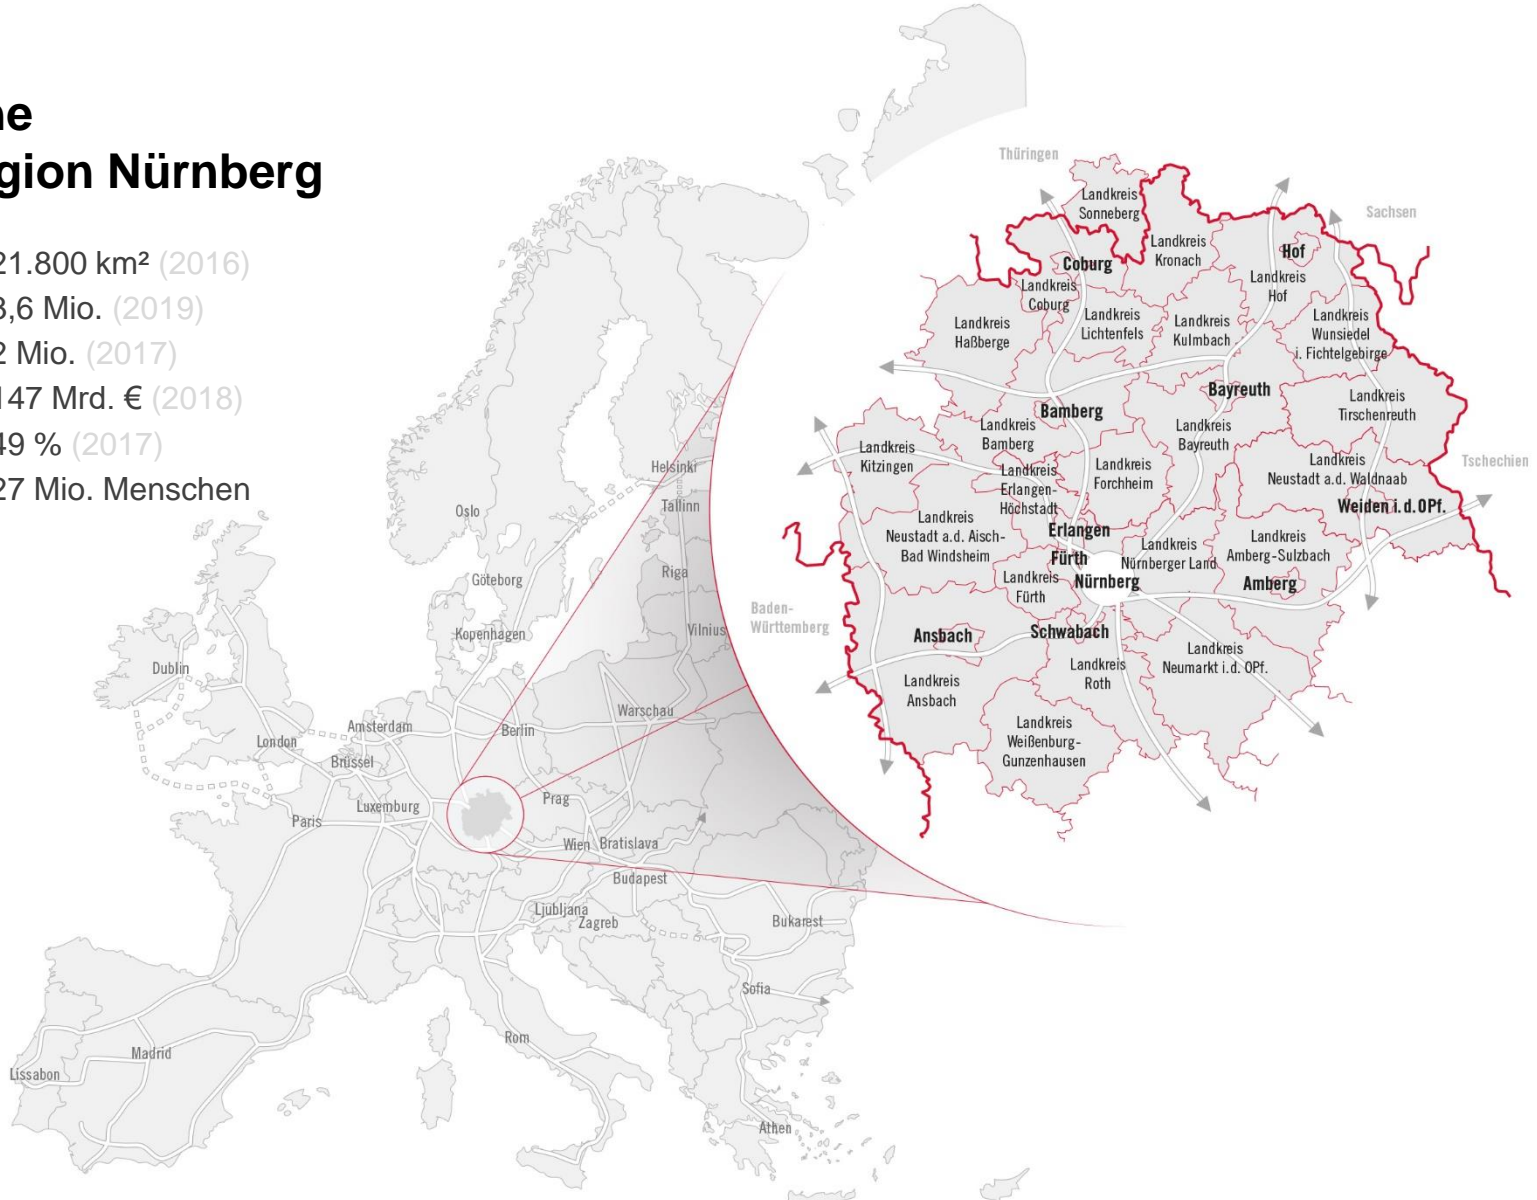 ne
gion Nürnberg
21.800 km² (2016)
3,6 Mio. (2019)
2 Mio. (2017)
147 Mrd. € (2018)
49 % (2017)
27 Mio. Menschen
Helsinki
Tallinn
Oslo
Göteborg
Riga
Kopenhagen
Vilnius
Dublin
Warschau
Amsterdam
Berlin
London
Brüssel
Luxemburg
Prag
Paris
Wien
Bratislava
Budapest
Ljubljana
Zagreb
Bukarest
Sofia
Rom
Madrid
Lissabon
Athen
Thüringen
Sachsen
Tschechien
Baden-
Württemberg
Landkreis
Sonneberg
Landkreis
Kronach
Hof
Coburg
Landkreis
Hof
Landkreis
Coburg
Landkreis
Haßberge
Landkreis
Lichtenfels
Landkreis
Kulmbach
Landkreis
Wunsiedel
i. Fichtelgebirge
Bayreuth
Landkreis
Tirschenreuth
Bamberg
Landkreis
Bamberg
Landkreis
Bayreuth
Landkreis
Kitzingen
Landkreis
Erlangen-
Höchstadt
Landkreis
Forchheim
Landkreis
Neustadt a.d. Waldnaab
Weiden i.d.OPf.
Landkreis
Neustadt a.d. Aisch-
Bad Windsheim
Erlangen
Landkreis
Nürnberger Land
Landkreis
Amberg-Sulzbach
Fürth
Landkreis
Fürth
Nürnberg
Amberg
Ansbach
Schwabach
Landkreis
Ansbach
Landkreis
Roth
Landkreis
Neumarkt i.d. OPf.
Landkreis
Weißenburg-
Gunzenhausen